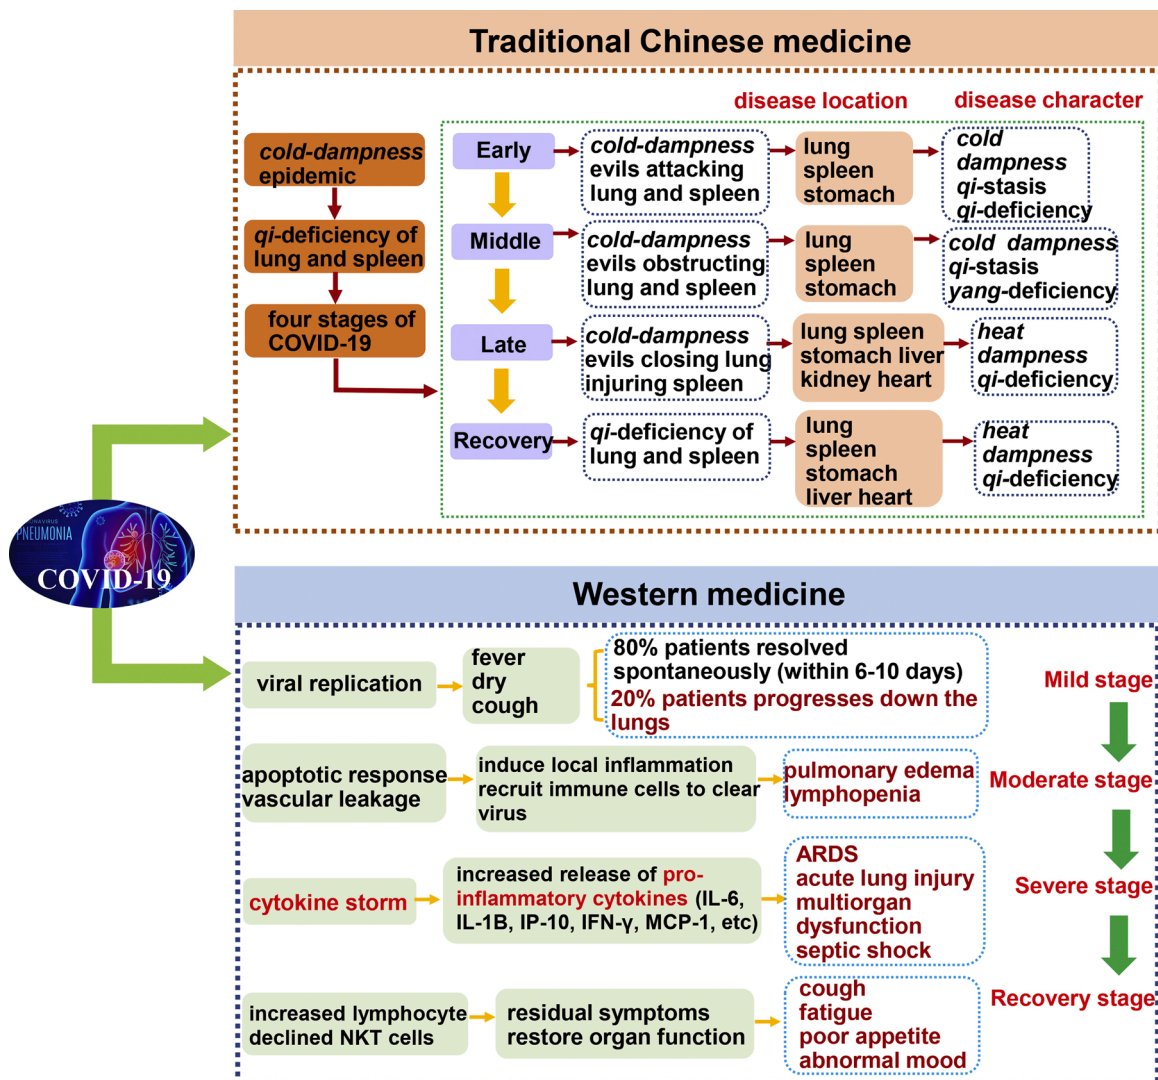 Traditional Chinese medicine
disease location
disease character
cold-dampness
epidemic
qi-deficiency of
lung and spleen
four stages of
COVID-19
Early
cold-dampness
evils attacking
lung and spleen
lung
spleen
stomach
cold
dampness
qi-stasis
qi-deficiency
Middle
cold-dampness
evils obstructing
lung and spleen
lung
spleen
stomach
cold dampness
qi-stasis
yang-deficiency
Late
cold-dampness
evils closing lung
injuring spleen
lung spleen
stomach liver
kidney heart
heat
dampness
qi-deficiency
Recovery
qi-deficiency of
lung and spleen
lung
spleen
stomach
liver heart
heat
dampness
qi-deficiency
PNEUMONIA
COVID-19
Western medicine
viral replication
fever
dry
cough
80% patients resolved
spontaneously (within 6-10 days)
20% patients progresses down the
lungs
Mild stage
apoptotic response
vascular leakage
induce local inflammation
recruit immune cells to clear
virus
pulmonary edema
lymphopenia
Moderate stage
cytokine storm
increased release of pro-
inflammatory cytokines (IL-6,
IL-1B, IP-10, IFN-γ, MCP-1, etc)
ARDS
acute lung injury
multiorgan
dysfunction
septic shock
Severe stage
increased lymphocyte
declined NKT cells
residual symptoms
restore organ function
cough
fatigue
poor appetite
abnormal mood
Recovery stage